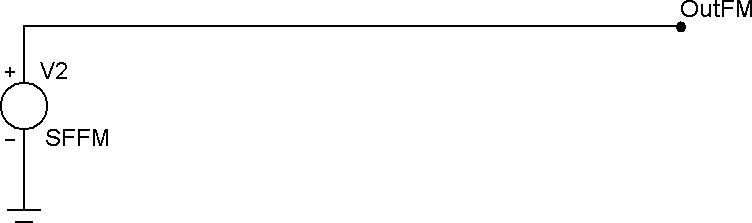 OutFM
+ V2
− SFFM